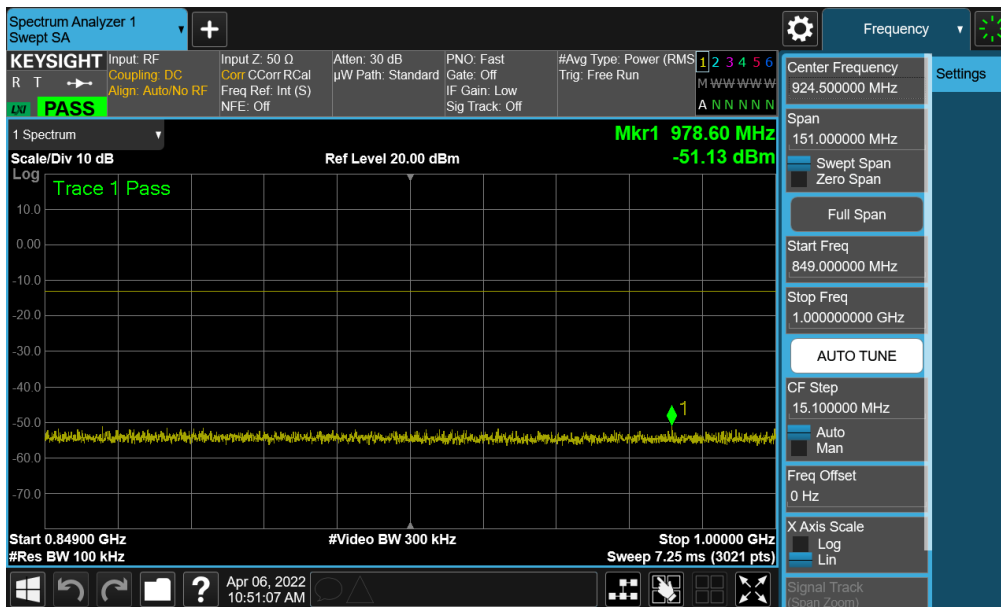 Spectrum Analyzer 1
Swept SA
Frequency
KEYSIGHT
R T
LXI PASS
Input: RF
Coupling: DC
Align: Auto/No RF
Input Z: 50 Ω
Corr CCorr RCal
Freq Ref: Int (S)
NFE: Off
Atten: 30 dB
µW Path: Standard
PNO: Fast
Gate: Off
IF Gain: Low
Sig Track: Off
#Avg Type: Power (RMS
Trig: Free Run
1 2 3 4 5 6
M W W W W W
A N N N N N
1 Spectrum
Mkr1 978.60 MHz
-51.13 dBm
Scale/Div 10 dB
Ref Level 20.00 dBm
Log
Trace 1 Pass
10.0
0.00
-10.0
-20.0
-30.0
-40.0
-50.0
-60.0
-70.0
1
Start 0.84900 GHz
#Video BW 300 kHz
Stop 1.00000 GHz
#Res BW 100 kHz
Sweep 7.25 ms (3021 pts)
?
Apr 06, 2022
10:51:07 AM
Center Frequency
924.500000 MHz
Settings
Span
151.000000 MHz
Swept Span
Zero Span
Full Span
Start Freq
849.000000 MHz
Stop Freq
1.000000000 GHz
AUTO TUNE
CF Step
15.100000 MHz
Auto
Man
Freq Offset
0 Hz
X Axis Scale
Log
Lin
Signal Track
(Span Zoom)